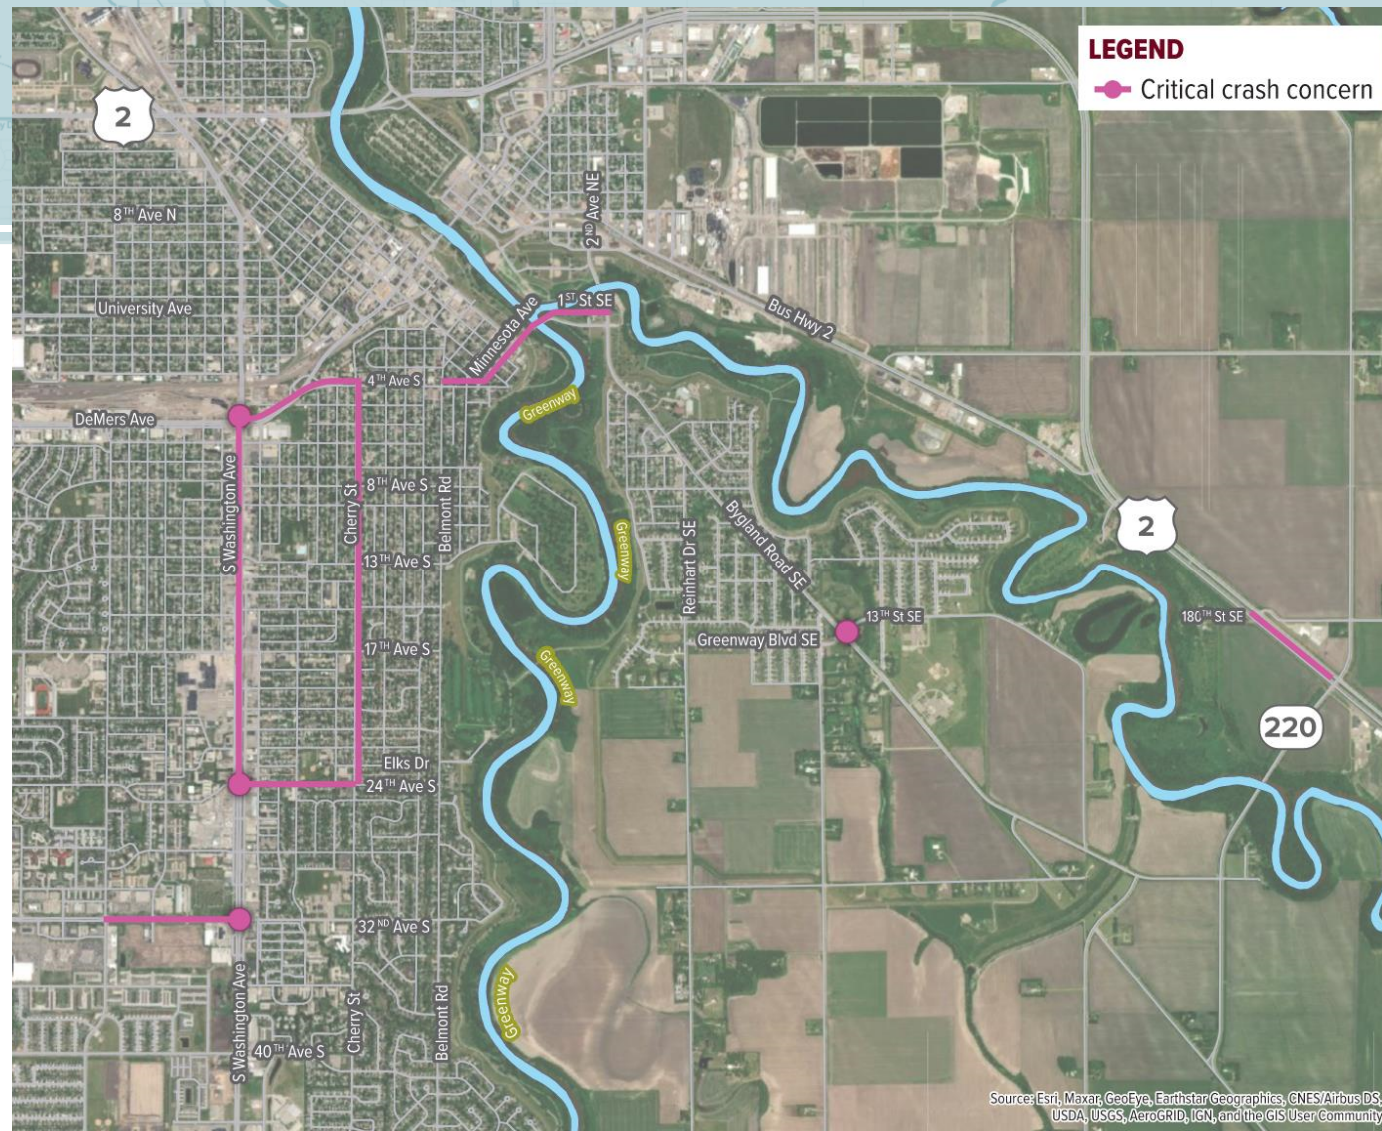 LEGEND
Critical crash concern
2
8TH Ave N
2ND Ave NE
University Ave
Minnesota Ave
1ST St SE
Bus Hwy 2
4TH Ave S
DeMers Ave
Greenway
S Washington Ave
Cherry St
8TH Ave S
Belmont Rd
13TH Ave S
Greenway
Reinhart Dr SE
Bygland Road SE
2
13TH St SE
180TH St SE
Greenway Blvd SE
17TH Ave S
Greenway
220
Elks Dr
24TH Ave S
32ND Ave S
Greenway
S Washington Ave
Cherry St
Belmont Rd
40TH Ave S
Source: Esri, Maxar, GeoEye, Earthstar Geographics, CNES/Airbus DS,
USDA, USGS, AeroGRID, IGN, and the GIS User Community